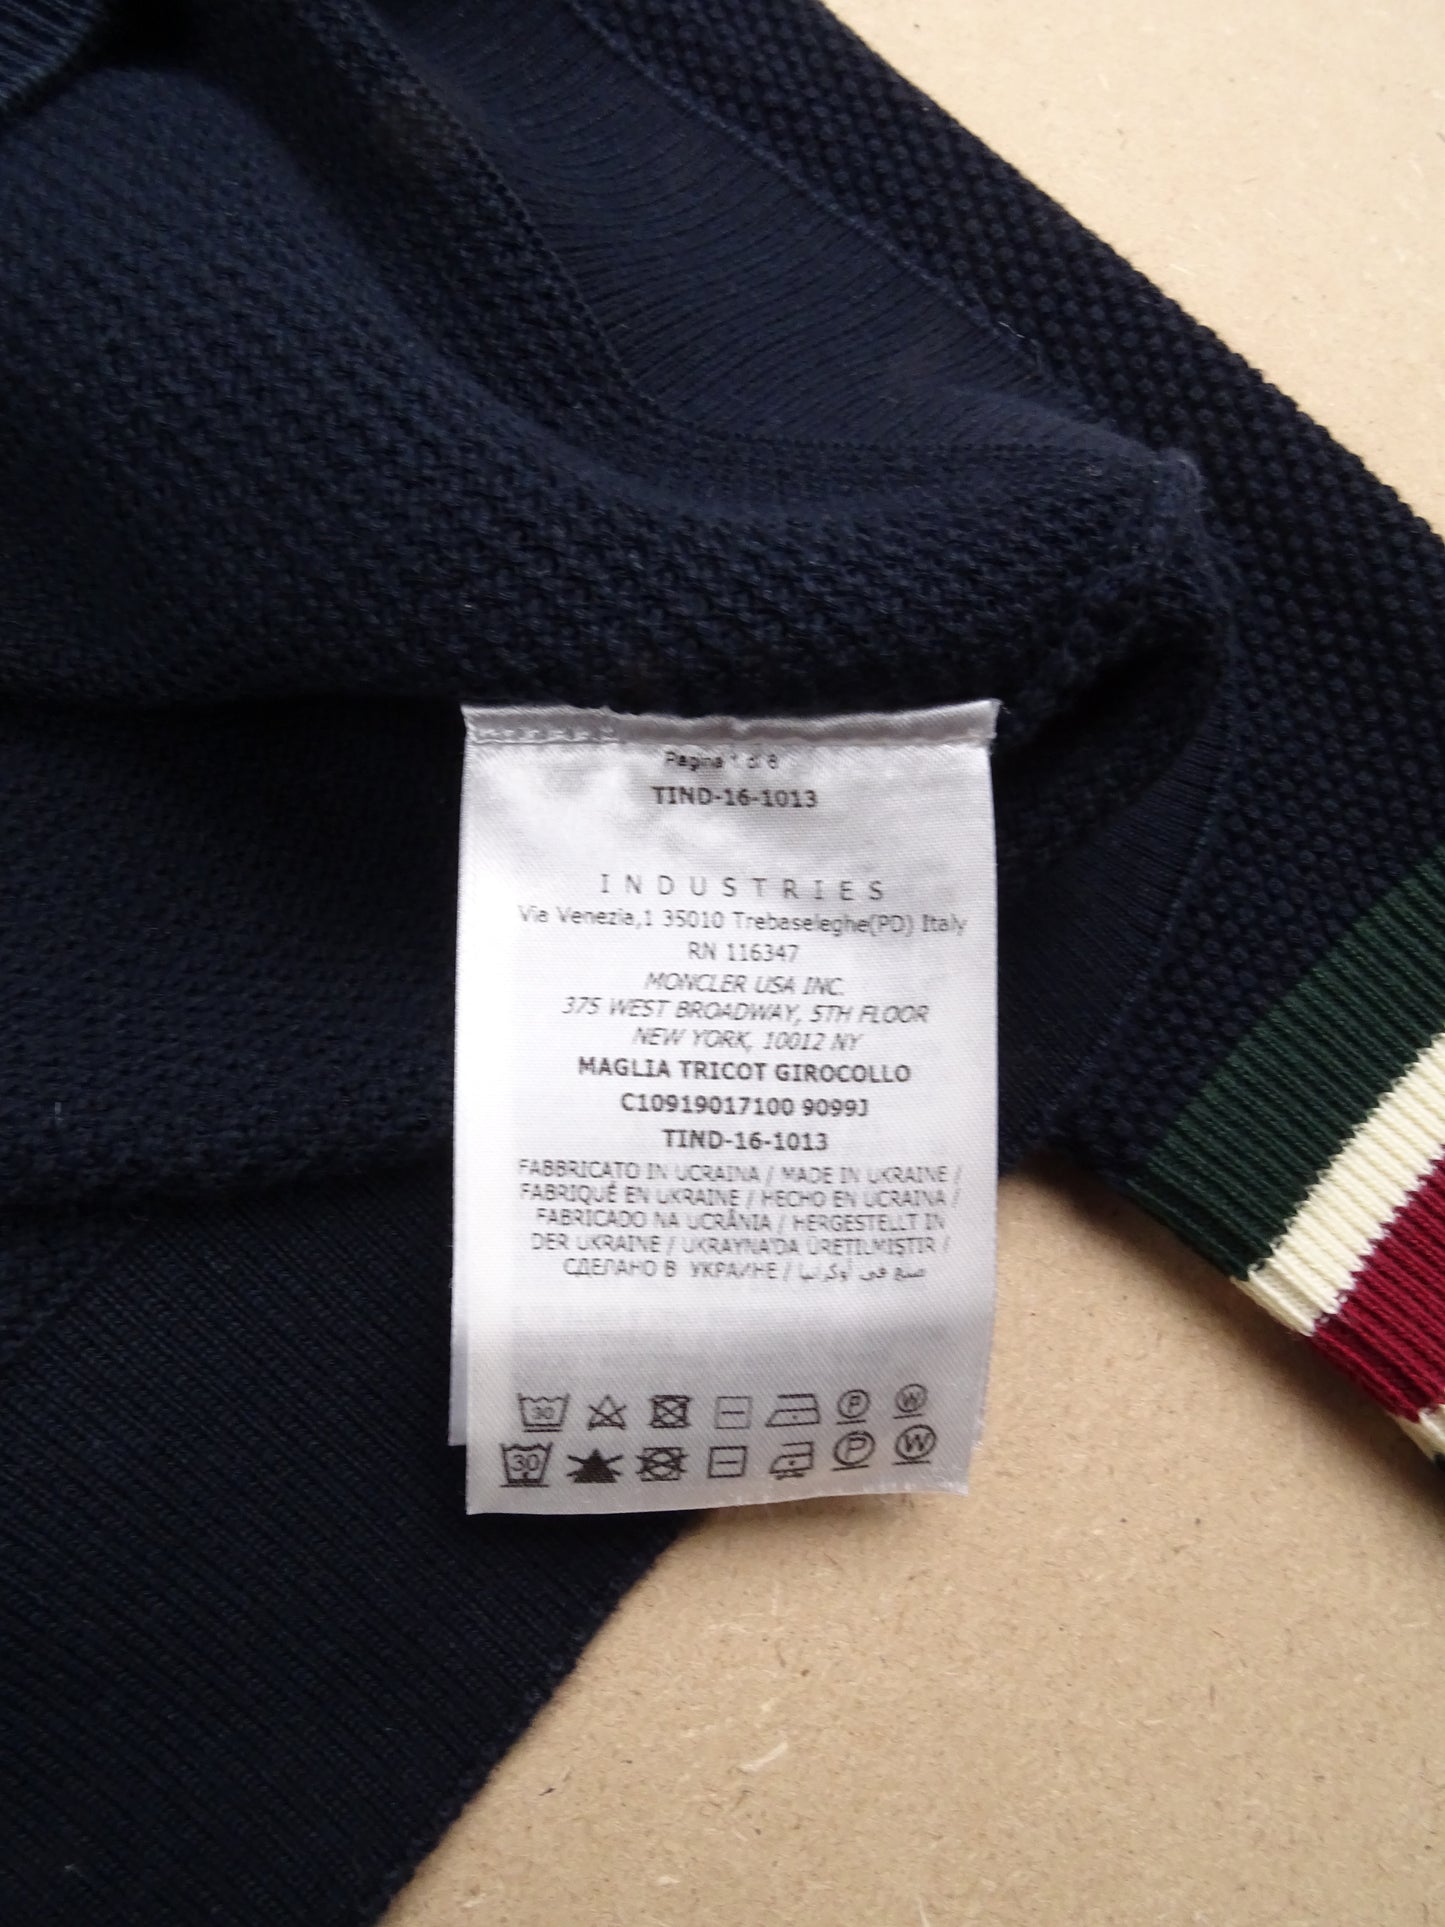 Pagina 1 di 8
TIND-16-1013
INDUSTRIES
Via Venezia,1 35010 Trebaseleghe(PD) Italy
RN 116347
MONCLER USA INC.
375 WEST BROADWAY, 5TH FLOOR
NEW YORK, 10012 NY
MAGLIA TRICOT GIROCOLLO
C10919017100 9099J
TIND-16-1013
FABBRICATO IN UCRAINA / MADE IN UKRAINE /
FABRIQUÉ EN UKRAINE / HECHO EN UCRAINA /
FABRICADO NA UCRÂNIA / HERGESTELLT IN
DER UKRAINE / UKRAYNA'DA ÜRETILMISTIR /
СДЕЛАНО В УКРАИНЕ / صنع في أوكرانيا
30 P W
30 P W